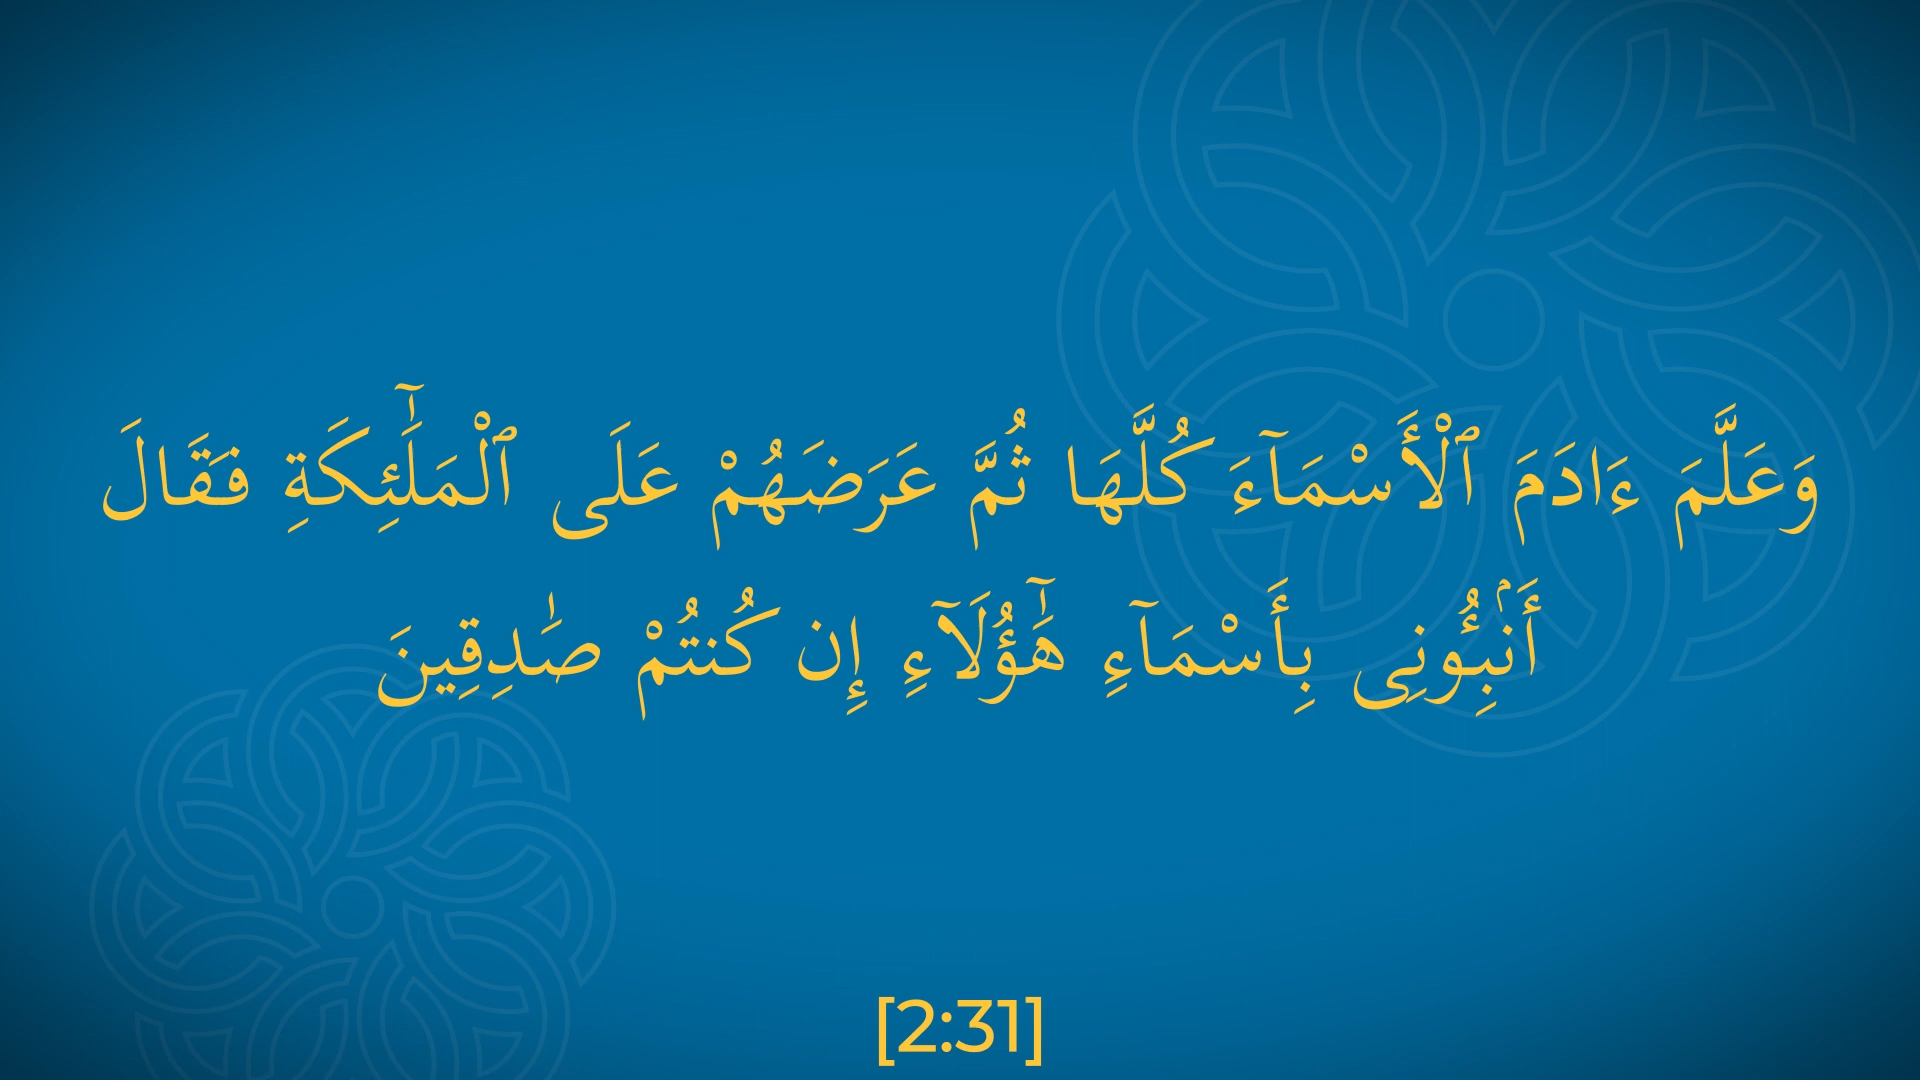 وَعَلَّمَ ءَادَمَ ٱلْأَسْمَآءَ كُلَّهَا ثُمَّ عَرَضَهُمْ عَلَى ٱلْمَلَٰٓئِكَةِ فَقَالَ
أَنۢبِـُٔونِى بِأَسْمَآءِ هَٰٓؤُلَآءِ إِن كُنتُمْ صَٰدِقِينَ
[2:31]